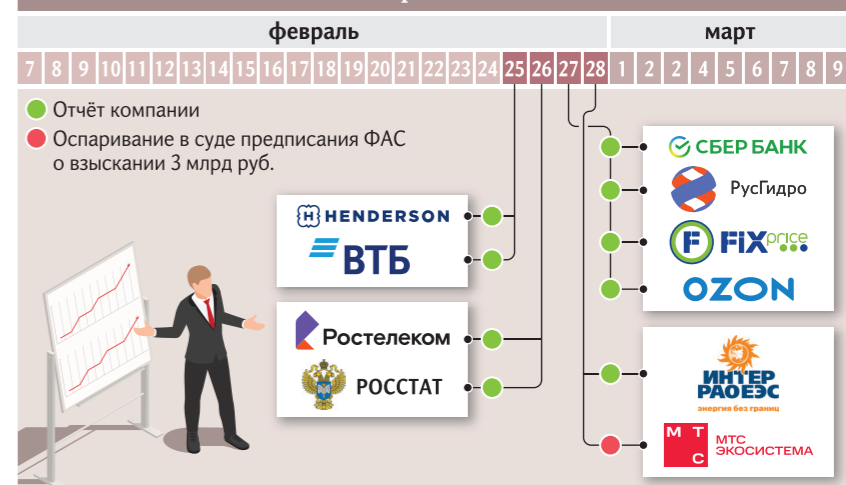 февраль март
7 8 9 10 11 12 13 14 15 16 17 18 19 20 21 22 23 24 25 26 27 28 1 2 2 4 5 6 7 8 9
Отчёт компании
Оспаривание в суде предписания ФАС
о взыскании 3 млрд руб.
СБЕР БАНК
РусГидро
F FIX price
OZON
H HENDERSON
ВТБ
Ростелеком
РОССТАТ
ИНТЕР
РАО ЕЭС
энергия без границ
М Т
С
МТС
ЭКОСИСТЕМА